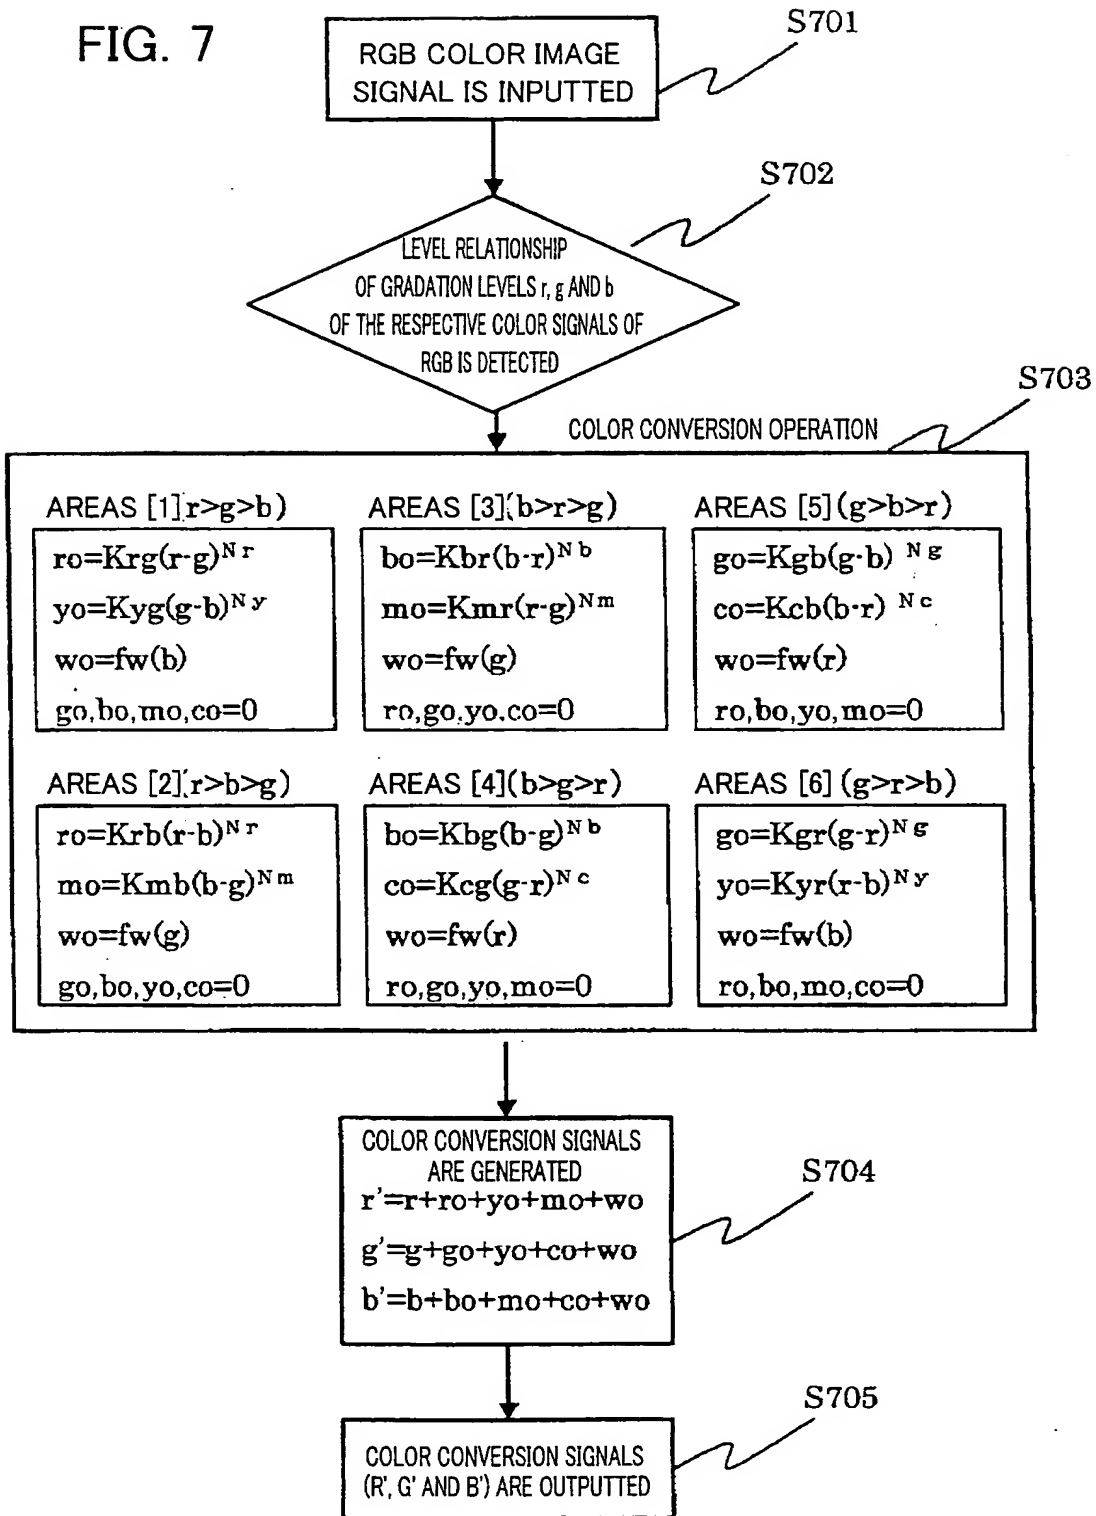 FIG. 7
S701
RGB COLOR IMAGE
SIGNAL IS INPUTTED
S702
LEVEL RELATIONSHIP
OF GRADATION LEVELS r, g AND b
OF THE RESPECTIVE COLOR SIGNALS OF
RGB IS DETECTED
S703
COLOR CONVERSION OPERATION
AREAS [1](r>g>b)
ro=Krg(r-g)^Nr
yo=Kyg(g-b)^Ny
wo=fw(b)
go,bo,mo,co=0
AREAS [3](b>r>g)
bo=Kbr(b-r)^Nb
mo=Kmr(r-g)^Nm
wo=fw(g)
ro,go,yo,co=0
AREAS [5](g>b>r)
go=Kgb(g-b)^Ng
co=Kcb(b-r)^Nc
wo=fw(r)
ro,bo,yo,mo=0
AREAS [2](r>b>g)
ro=Krb(r-b)^Nr
mo=Kmb(b-g)^Nm
wo=fw(g)
go,bo,yo,co=0
AREAS [4](b>g>r)
bo=Kbg(b-g)^Nb
co=Kcg(g-r)^Nc
wo=fw(r)
ro,go,yo,mo=0
AREAS [6](g>r>b)
go=Kgr(g-r)^Ng
yo=Kyr(r-b)^Ny
wo=fw(b)
ro,bo,mo,co=0
COLOR CONVERSION SIGNALS
ARE GENERATED
r'=r+ro+yo+mo+wo
g'=g+go+yo+co+wo
b'=b+bo+mo+co+wo
S704
S705
COLOR CONVERSION SIGNALS
(R', G' AND B') ARE OUTPUTTED